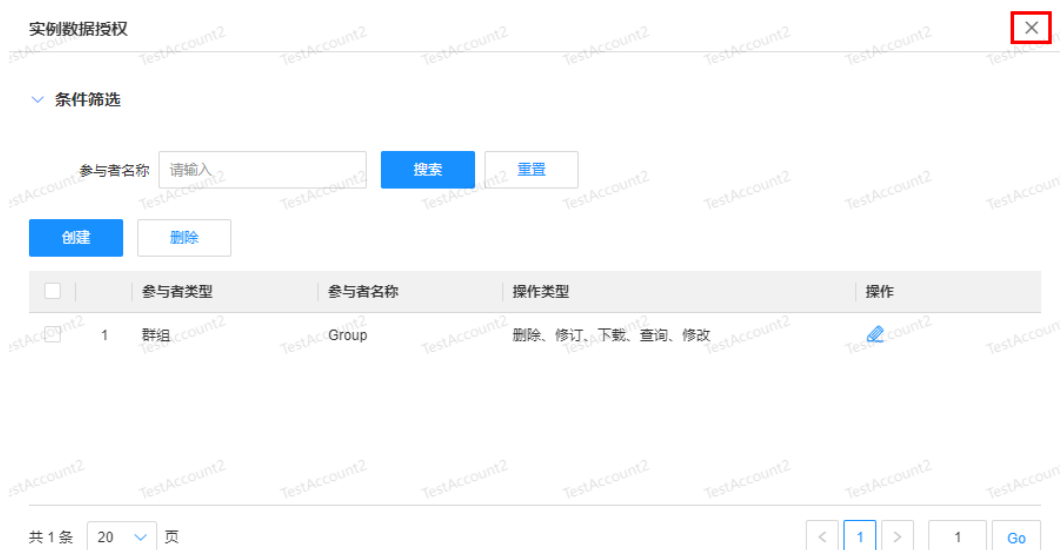 实例数据授权
条件筛选
参与者名称 请输入 搜索 重置
创建 删除
参与者类型 参与者名称 操作类型 操作
1 群组 Group 删除、修订、下载、查询、修改
共 1 条 20 页 < 1 > 1 Go
TestAccount2